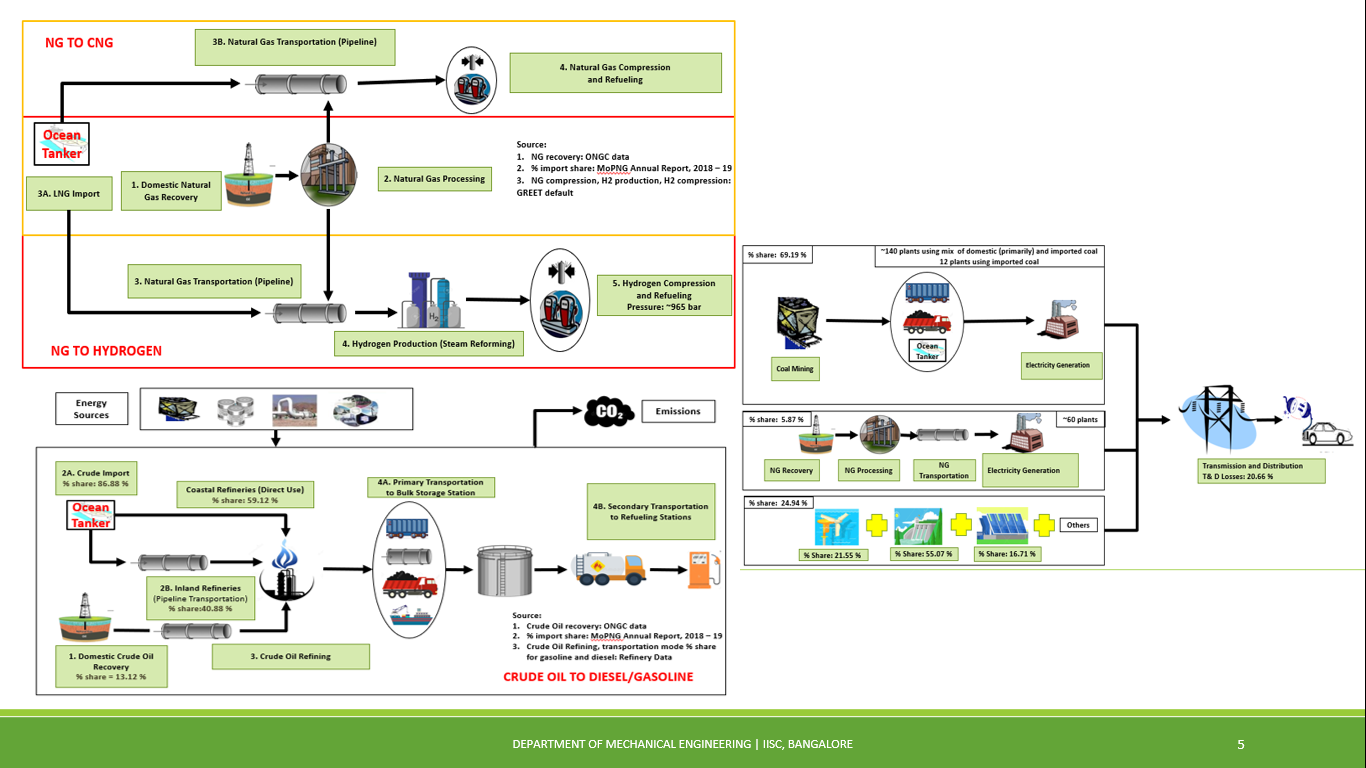 NG TO CNG
3B. Natural Gas Transportation (Pipeline)
4. Natural Gas Compression
and Refueling
Ocean
Tanker
3A. LNG Import
1. Domestic Natural
Gas Recovery
2. Natural Gas Processing
Source:
1. NG recovery: ONGC data
2. % import share: MoPNG Annual Report, 2018 – 19
3. NG compression, H2 production, H2 compression:
GREET default
3. Natural Gas Transportation (Pipeline)
H2
4. Hydrogen Production (Steam Reforming)
5. Hydrogen Compression
and Refueling
Pressure: ~965 bar
NG TO HYDROGEN
Energy
Sources
CO2
Emissions
2A. Crude Import
% share: 86.88 %
Ocean
Tanker
Coastal Refineries (Direct Use)
% share: 59.12 %
2B. Inland Refineries
(Pipeline Transportation)
% share:40.88 %
1. Domestic Crude Oil
Recovery
% share = 13.12 %
3. Crude Oil Refining
4A. Primary Transportation
to Bulk Storage Station
4B. Secondary Transportation
to Refueling Stations
Source:
1. Crude Oil recovery: ONGC data
2. % import share: MoPNG Annual Report, 2018 – 19
3. Crude Oil Refining, transportation mode % share
for gasoline and diesel: Refinery Data
CRUDE OIL TO DIESEL/GASOLINE
% share: 69.19 %
~140 plants using mix of domestic (primarily) and imported coal
12 plants using imported coal
Coal Mining
Ocean
Tanker
Electricity Generation
% share: 5.87 %
~60 plants
NG Recovery
NG Processing
NG
Transportation
Electricity Generation
% share: 24.94 %
Others
% Share: 21.55 %
% Share: 55.07 %
% Share: 16.71 %
Transmission and Distribution
T& D Losses: 20.66 %
DEPARTMENT OF MECHANICAL ENGINEERING | IISC, BANGALORE
5